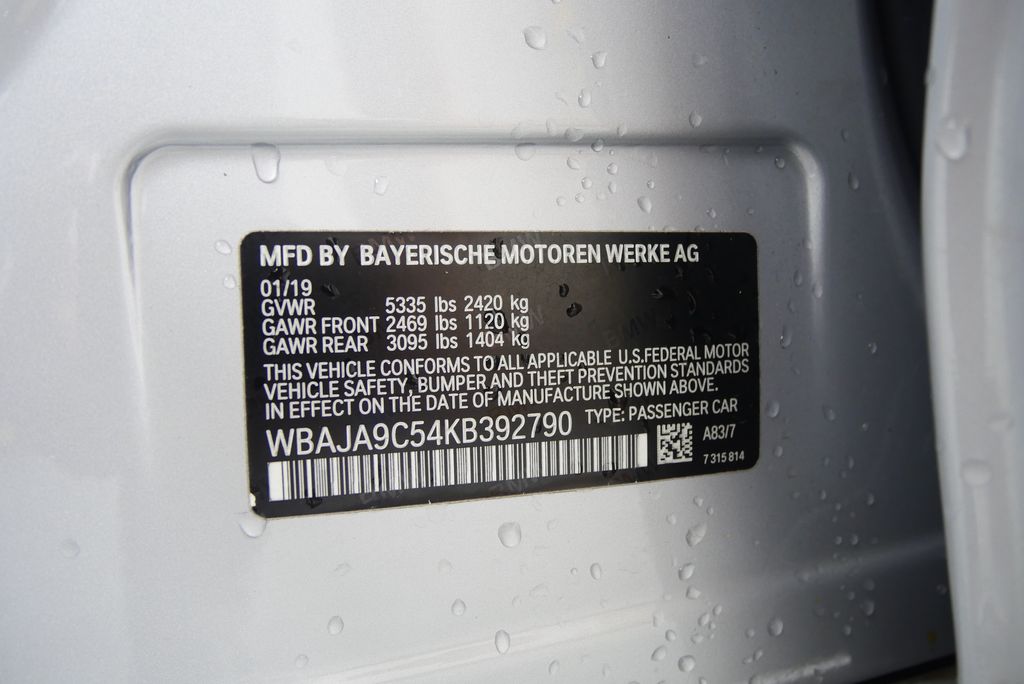 MFD BY BAYERISCHE MOTOREN WERKE AG
01/19
GVWR 5335 lbs 2420 kg
GAWR FRONT 2469 lbs 1120 kg
GAWR REAR 3095 lbs 1404 kg
THIS VEHICLE CONFORMS TO ALL APPLICABLE U.S.FEDERAL MOTOR
VEHICLE SAFETY, BUMPER AND THEFT PREVENTION STANDARDS
IN EFFECT ON THE DATE OF MANUFACTURE SHOWN ABOVE.
WBAJA9C54KB392790 TYPE: PASSENGER CAR
A83/7
7 315 814